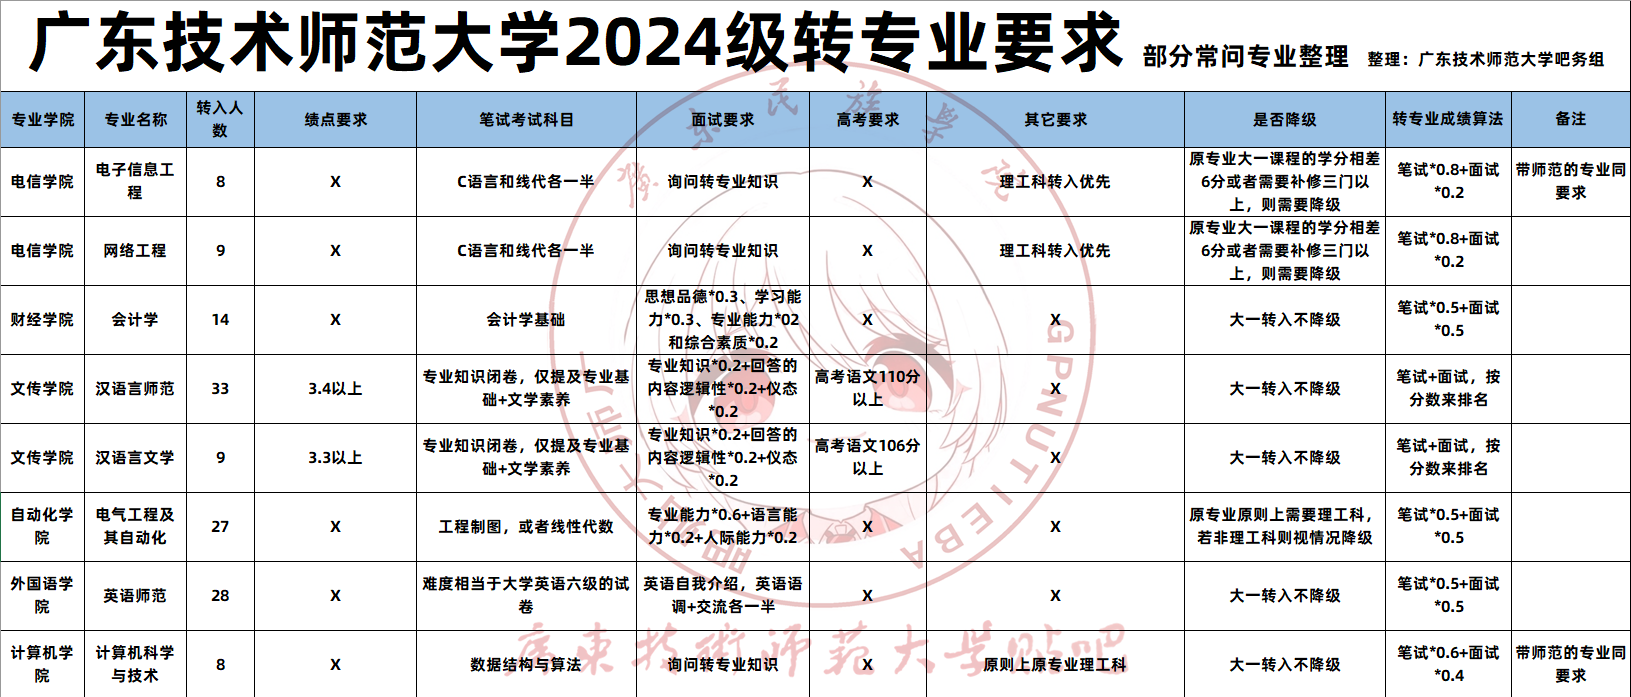 广东技术师范大学2024级转专业要求 部分常问专业整理 整理：广东技术师范大学吧务组
专业学院 专业名称 转入人数 绩点要求 笔试考试科目 面试要求 高考要求 其它要求 是否降级 转专业成绩算法 备注
电信学院 电子信息工程 8 X C语言和线代各一半 询问转专业知识 X 理工科转入优先 原专业大一课程的学分相差6分或者需要补修三门以上，则需要降级 笔试*0.8+面试*0.2 带师范的专业同要求
电信学院 网络工程 9 X C语言和线代各一半 询问转专业知识 X 理工科转入优先 原专业大一课程的学分相差6分或者需要补修三门以上，则需要降级 笔试*0.8+面试*0.2
财经学院 会计学 14 X 会计学基础 思想品德*0.3、学习能力*0.3、专业能力*02和综合素质*0.2 X X 大一转入不降级 笔试*0.5+面试*0.5
文传学院 汉语言师范 33 3.4以上 专业知识闭卷，仅提及专业基础+文学素养 专业知识*0.2+回答的内容逻辑性*0.2+仪态*0.2 高考语文110分以上 X 大一转入不降级 笔试+面试，按分数来排名
文传学院 汉语言文学 9 3.3以上 专业知识闭卷，仅提及专业基础+文学素养 专业知识*0.2+回答的内容逻辑性*0.2+仪态*0.2 高考语文106分以上 X 大一转入不降级 笔试+面试，按分数来排名
自动化学院 电气工程及其自动化 27 X 工程制图，或者线性代数 专业能力*0.6+语言能力*0.2+人际能力*0.2 X X 原专业原则上需要理工科，若非理工科则视情况降级 笔试*0.5+面试*0.5
外国语学院 英语师范 28 X 难度相当于大学英语六级的试卷 英语自我介绍，英语语调+交流各一半 X X 大一转入不降级 笔试*0.5+面试*0.5
计算机学院 计算机科学与技术 8 X 数据结构与算法 询问转专业知识 X 原则上原专业理工科 大一转入不降级 笔试*0.6+面试*0.4 带师范的专业同要求
廣东民族學院
广师大贴吧
GPNUTIEBA
廣東技術师范大学贴吧